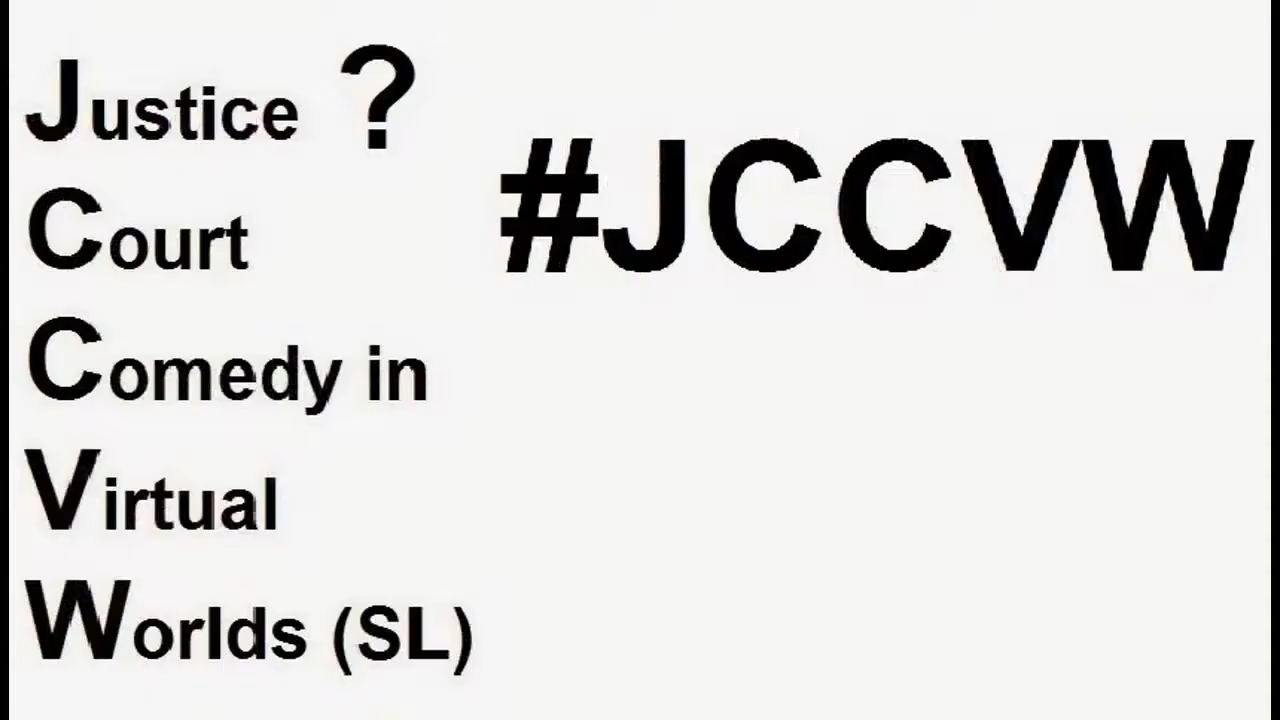 Justice ?
#JCCVW
Court
Comedy in
Virtual
Worlds (SL)